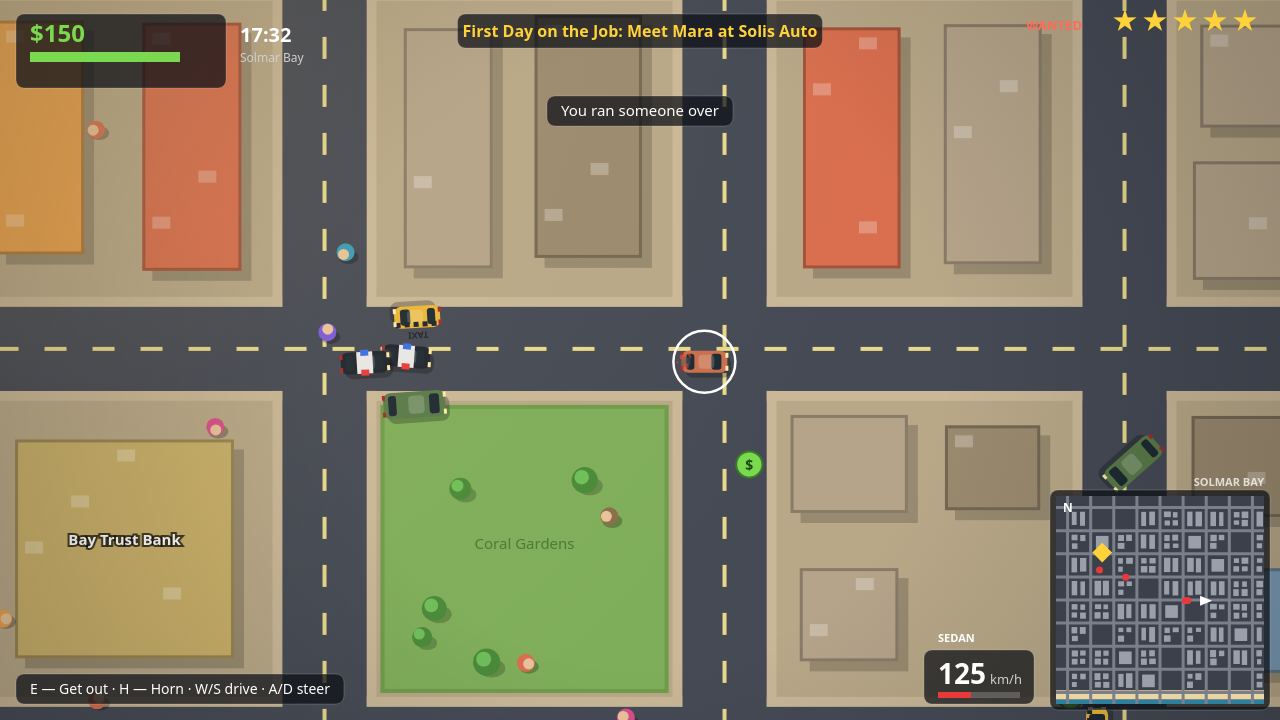 $150
17:32
Solmar Bay
First Day on the Job: Meet Mara at Solis Auto
WANTED
You ran someone over
TAXI
$
Bay Trust Bank
Coral Gardens
SOLMAR BAY
N
SEDAN
125 km/h
E — Get out · H — Horn · W/S drive · A/D steer